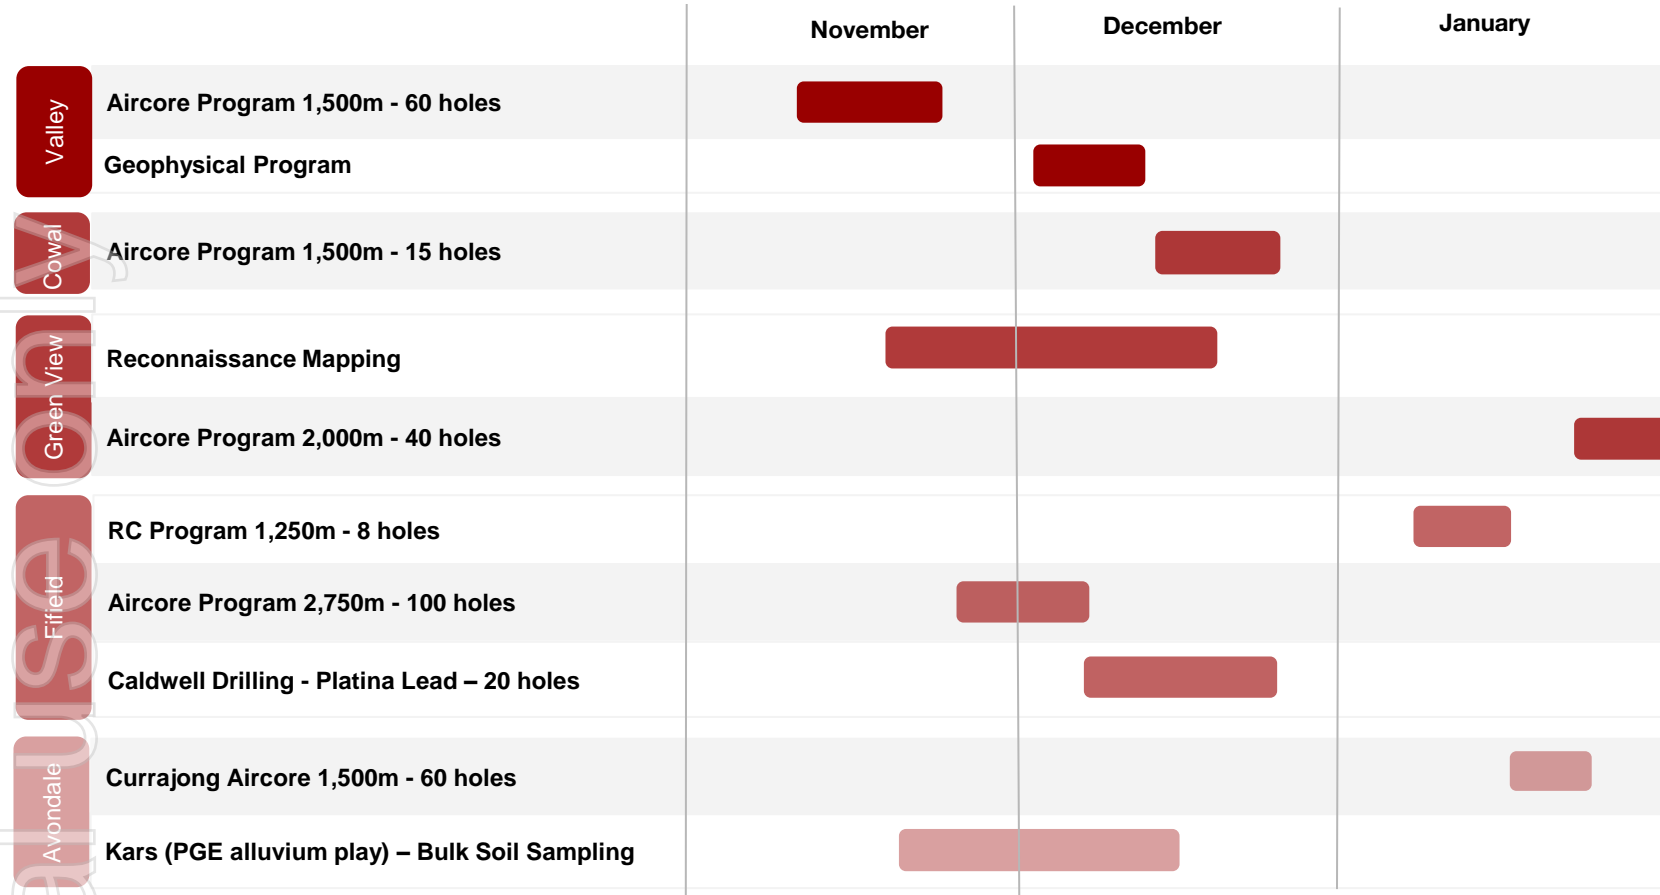 November December January
Valley
Aircore Program 1,500m - 60 holes
Geophysical Program
Cowal
Aircore Program 1,500m - 15 holes
Green View
Reconnaissance Mapping
Aircore Program 2,000m - 40 holes
Fifield
RC Program 1,250m - 8 holes
Aircore Program 2,750m - 100 holes
Caldwell Drilling - Platina Lead – 20 holes
Avondale
Currajong Aircore 1,500m - 60 holes
Kars (PGE alluvium play) – Bulk Soil Sampling
use only